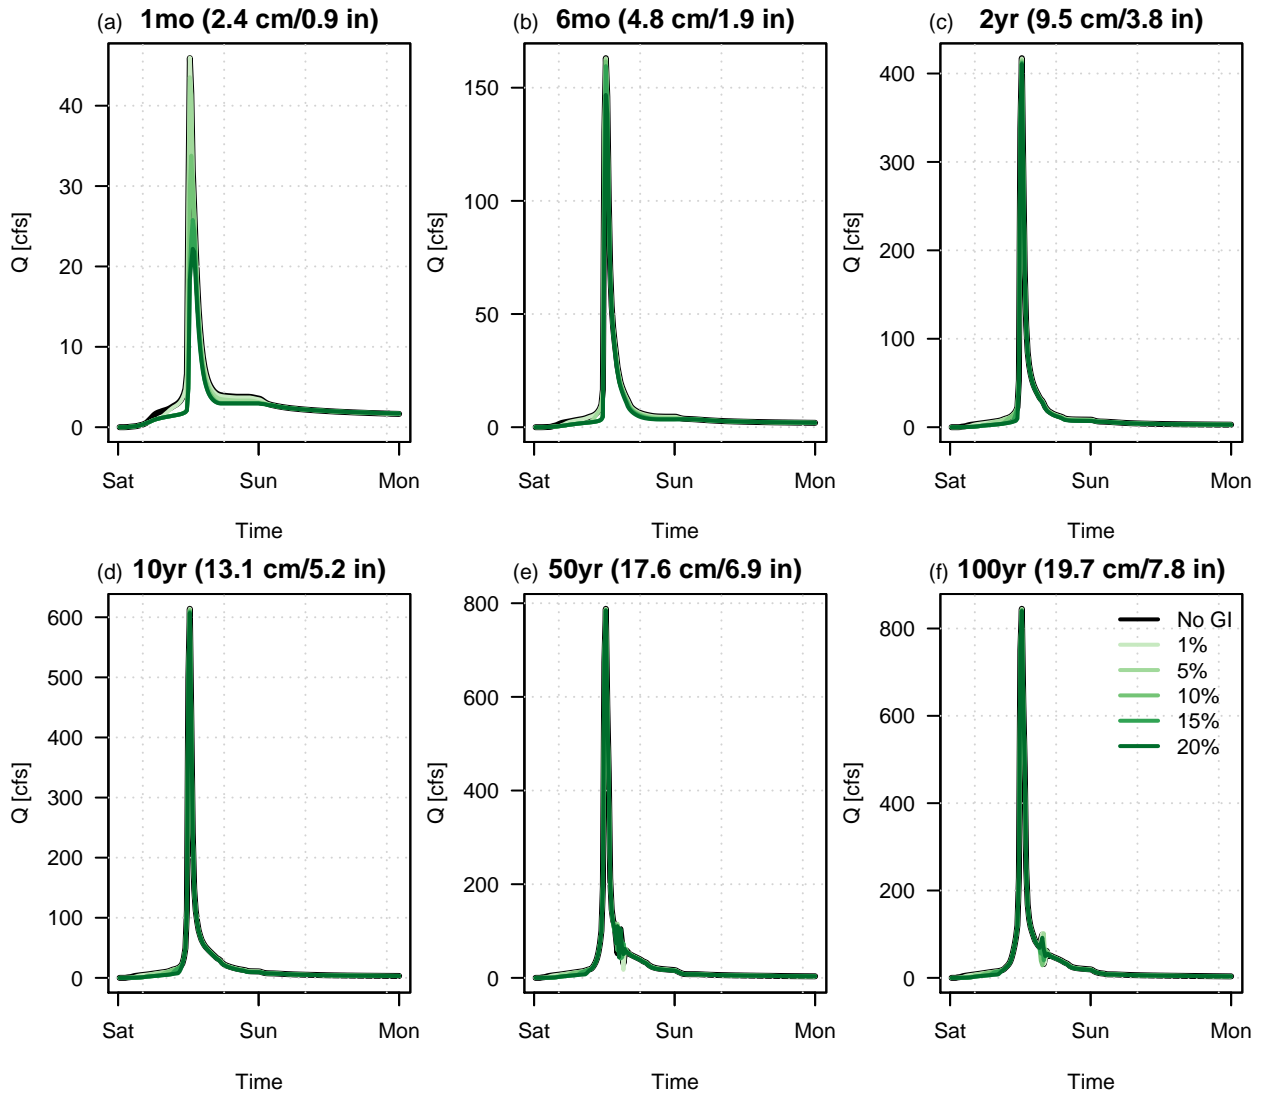 (a) 1mo (2.4 cm/0.9 in)
Q [cfs]
40
30
20
10
0
Sat Sun Mon
Time
(b) 6mo (4.8 cm/1.9 in)
Q [cfs]
150
100
50
0
Sat Sun Mon
Time
(c) 2yr (9.5 cm/3.8 in)
Q [cfs]
400
300
200
100
0
Sat Sun Mon
Time
(d) 10yr (13.1 cm/5.2 in)
Q [cfs]
600
500
400
300
200
100
0
Sat Sun Mon
Time
(e) 50yr (17.6 cm/6.9 in)
Q [cfs]
800
600
400
200
0
Sat Sun Mon
Time
(f) 100yr (19.7 cm/7.8 in)
Q [cfs]
800
600
400
200
0
No GI
1%
5%
10%
15%
20%
Sat Sun Mon
Time